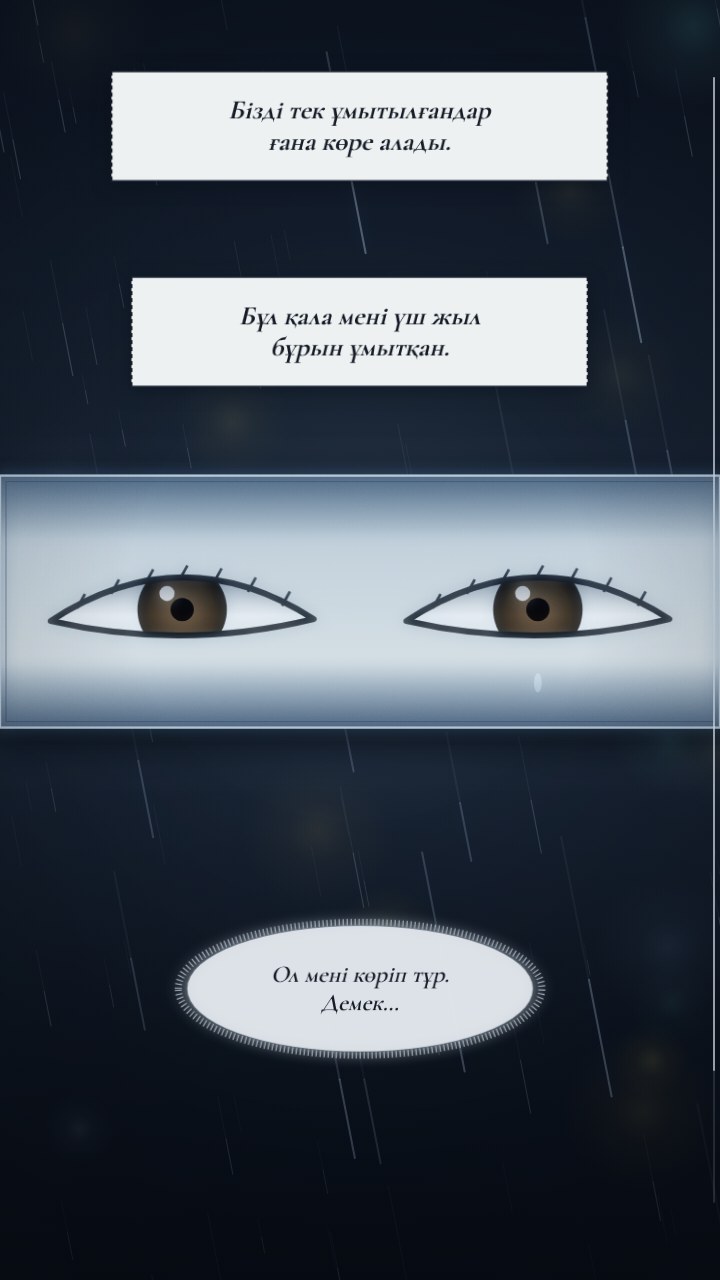 Бізді тек ұмытылғандар
ғана көре алады.
Бұл қала мені үш жыл
бұрын ұмытқан.
Ол мені көріп тұр.
Демек...